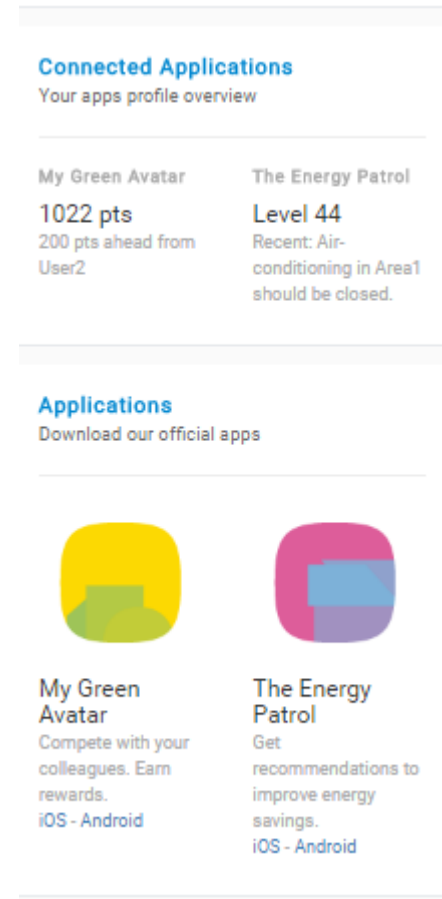 Connected Applications
Your apps profile overview
My Green Avatar
1022 pts
200 pts ahead from
User2
The Energy Patrol
Level 44
Recent: Air-
conditioning in Area1
should be closed.
Applications
Download our official apps
My Green
Avatar
Compete with your
colleagues. Earn
rewards.
iOS - Android
The Energy
Patrol
Get
recommendations to
improve energy
savings.
iOS - Android